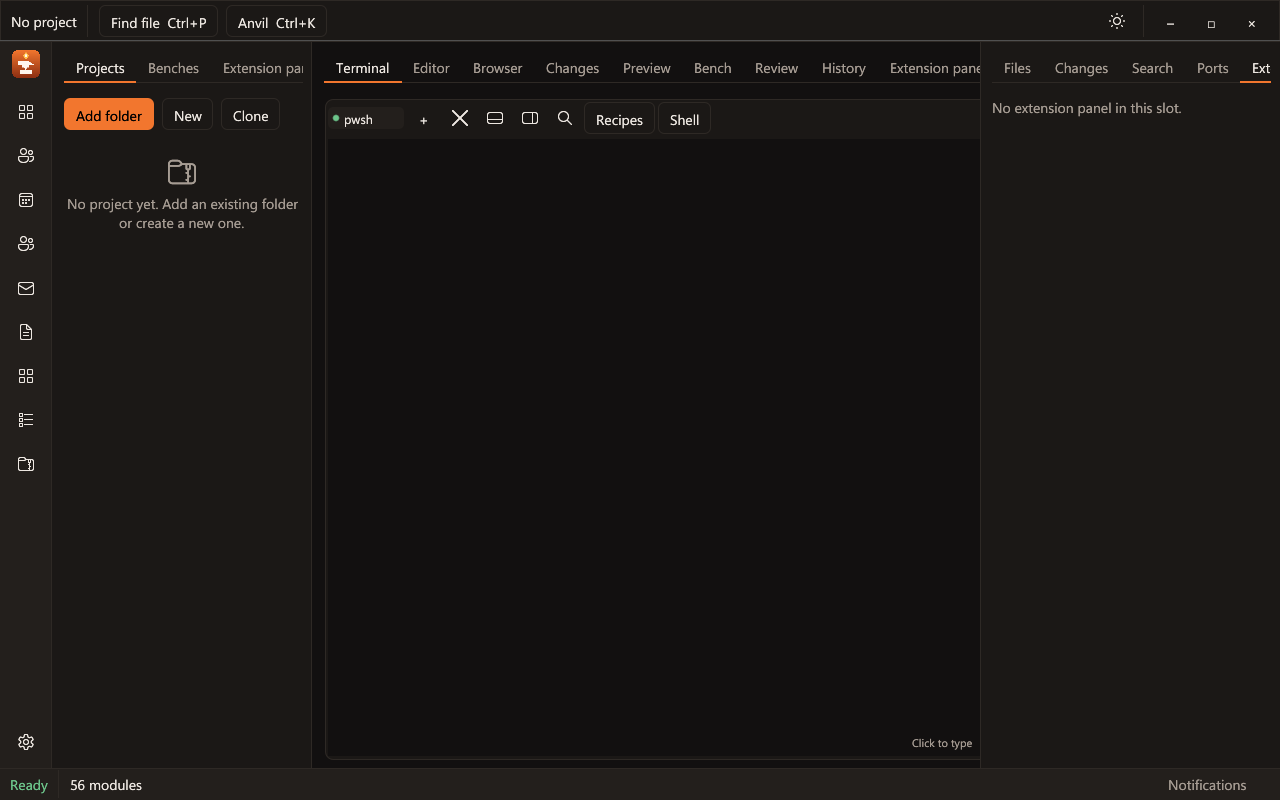 No project
Find file Ctrl+P
Anvil Ctrl+K
Projects
Benches
Extension pa
Add folder
New
Clone
No project yet. Add an existing folder
or create a new one.
Terminal
Editor
Browser
Changes
Preview
Bench
Review
History
Extension pane
pwsh
+
Recipes
Shell
Click to type
Files
Changes
Search
Ports
Ext
No extension panel in this slot.
Ready
56 modules
Notifications